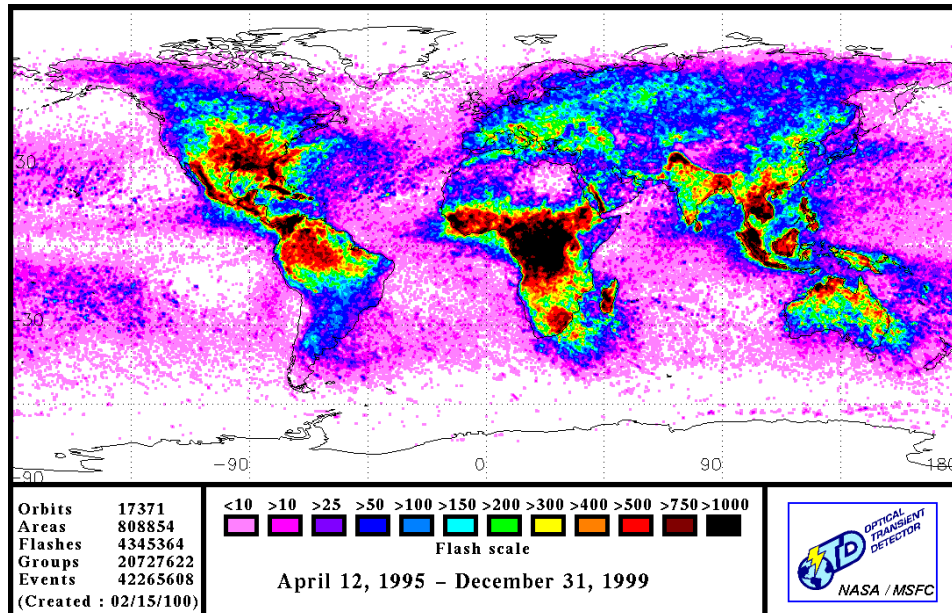 30
-30
-90
-90 0 90 180
Orbits 17371
Areas 808854
Flashes 4345364
Groups 20727622
Events 42265608
(Created : 02/15/100)
<10 >10 >25 >50 >100 >150 >200 >300 >400 >500 >750 >1000
Flash scale
April 12, 1995 – December 31, 1999
OTD
OPTICAL
TRANSIENT
DETECTOR
NASA / MSFC